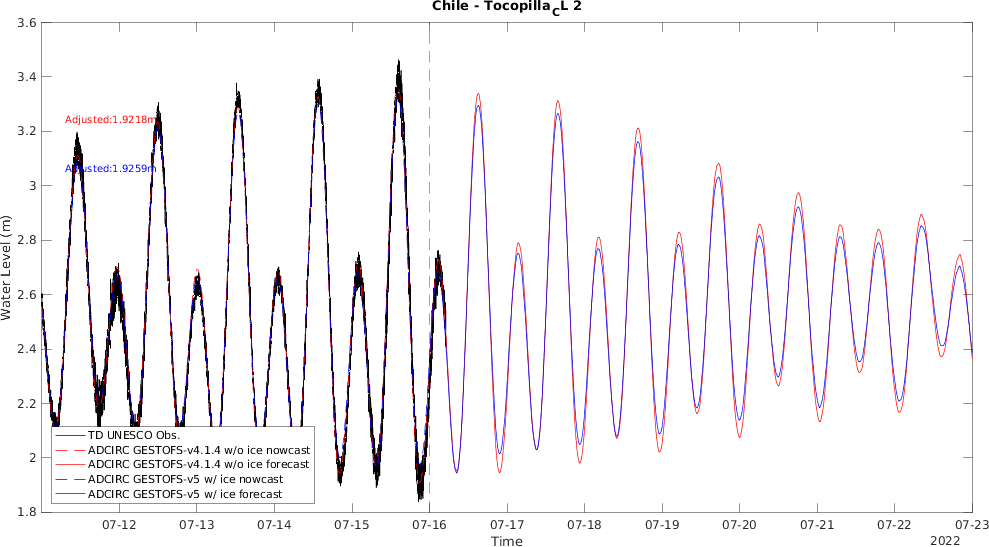 Chile - Tocopilla_CL 2
3.6
3.4
3.2
3
2.8
2.6
2.4
2.2
2
1.8
Water Level (m)
Adjusted:1.9218m
Adjusted:1.9259m
TD UNESCO Obs.
ADCIRC GESTOFS-v4.1.4 w/o ice nowcast
ADCIRC GESTOFS-v4.1.4 w/o ice forecast
ADCIRC GESTOFS-v5 w/ ice nowcast
ADCIRC GESTOFS-v5 w/ ice forecast
07-12 07-13 07-14 07-15 07-16 07-17 07-18 07-19 07-20 07-21 07-22 07-23
Time
2022